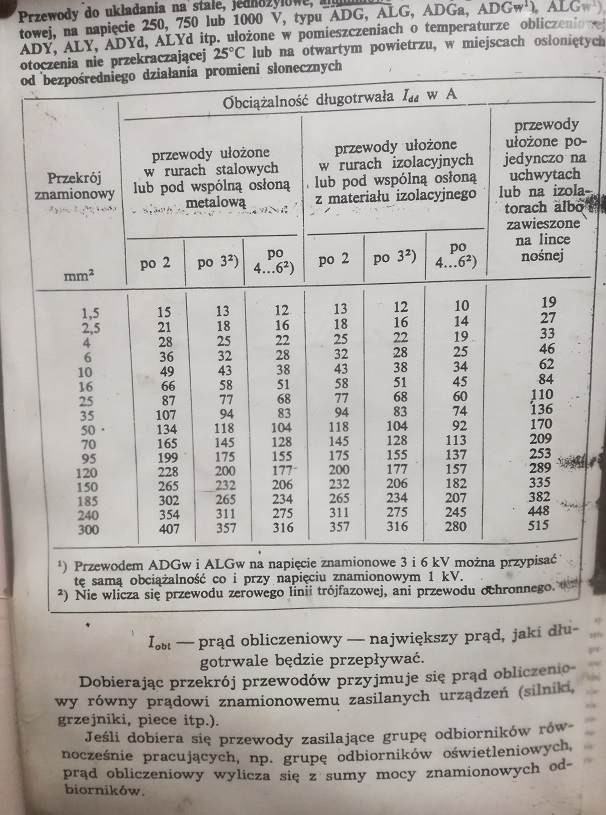 Przewody do układania na stałe, jednożyłowe,
towej, na napięcie 250, 750 lub 1000 V, typu ADG, ALG, ADGa, ADGw¹), ALGw¹),
ADY, ALY, ADYd, ALYd itp. ułożone w pomieszczeniach o temperaturze obliczeniowej
otoczenia nie przekraczającej 25°C lub na otwartym powietrzu, w miejscach osłoniętych
od bezpośredniego działania promieni słonecznych
Przekrój znamionowy
mm²
Obciążalność długotrwała Idd w A
przewody ułożone
w rurach stalowych
lub pod wspólną osłoną
metalową
przewody ułożone
w rurach izolacyjnych
lub pod wspólną osłoną
z materiału izolacyjnego
przewody
ułożone po-
jedynczo na
uchwytach
lub na izola-
torach albo
zawieszone
na lince
nośnej
po 2 po 3²) po 4...6²) po 2 po 3²) po 4...6²)
1,5 15 13 12 13 12 10 19
2,5 21 18 16 18 16 14 27
4 28 25 22 25 22 19 33
6 36 32 28 32 28 25 46
10 49 43 38 43 38 34 62
16 66 58 51 58 51 45 84
25 87 77 68 77 68 60 110
35 107 94 83 94 83 74 136
50 134 118 104 118 104 92 170
70 165 145 128 145 128 113 209
95 199 175 155 175 155 137 253
120 228 200 177 200 177 157 289
150 265 232 206 232 206 182 335
185 302 265 234 265 234 207 382
240 354 311 275 311 275 245 448
300 407 357 316 357 316 280 515
¹) Przewodem ADGw i ALGw na napięcie znamionowe 3 i 6 kV można przypisać
tę samą obciążalność co i przy napięciu znamionowym 1 kV.
²) Nie wlicza się przewodu zerowego linii trójfazowej, ani przewodu ochronnego.
Iobl — prąd obliczeniowy — największy prąd, jaki dłu-
gotrwale będzie przepływać.
Dobierając przekrój przewodów przyjmuje się prąd obliczenio-
wy równy prądowi znamionowemu zasilanych urządzeń (silniki,
grzejniki, piece itp.).
Jeśli dobiera się przewody zasilające grupę odbiorników rów-
nocześnie pracujących, np. grupę odbiorników oświetleniowych,
prąd obliczeniowy wylicza się z sumy mocy znamionowych od-
biorników.